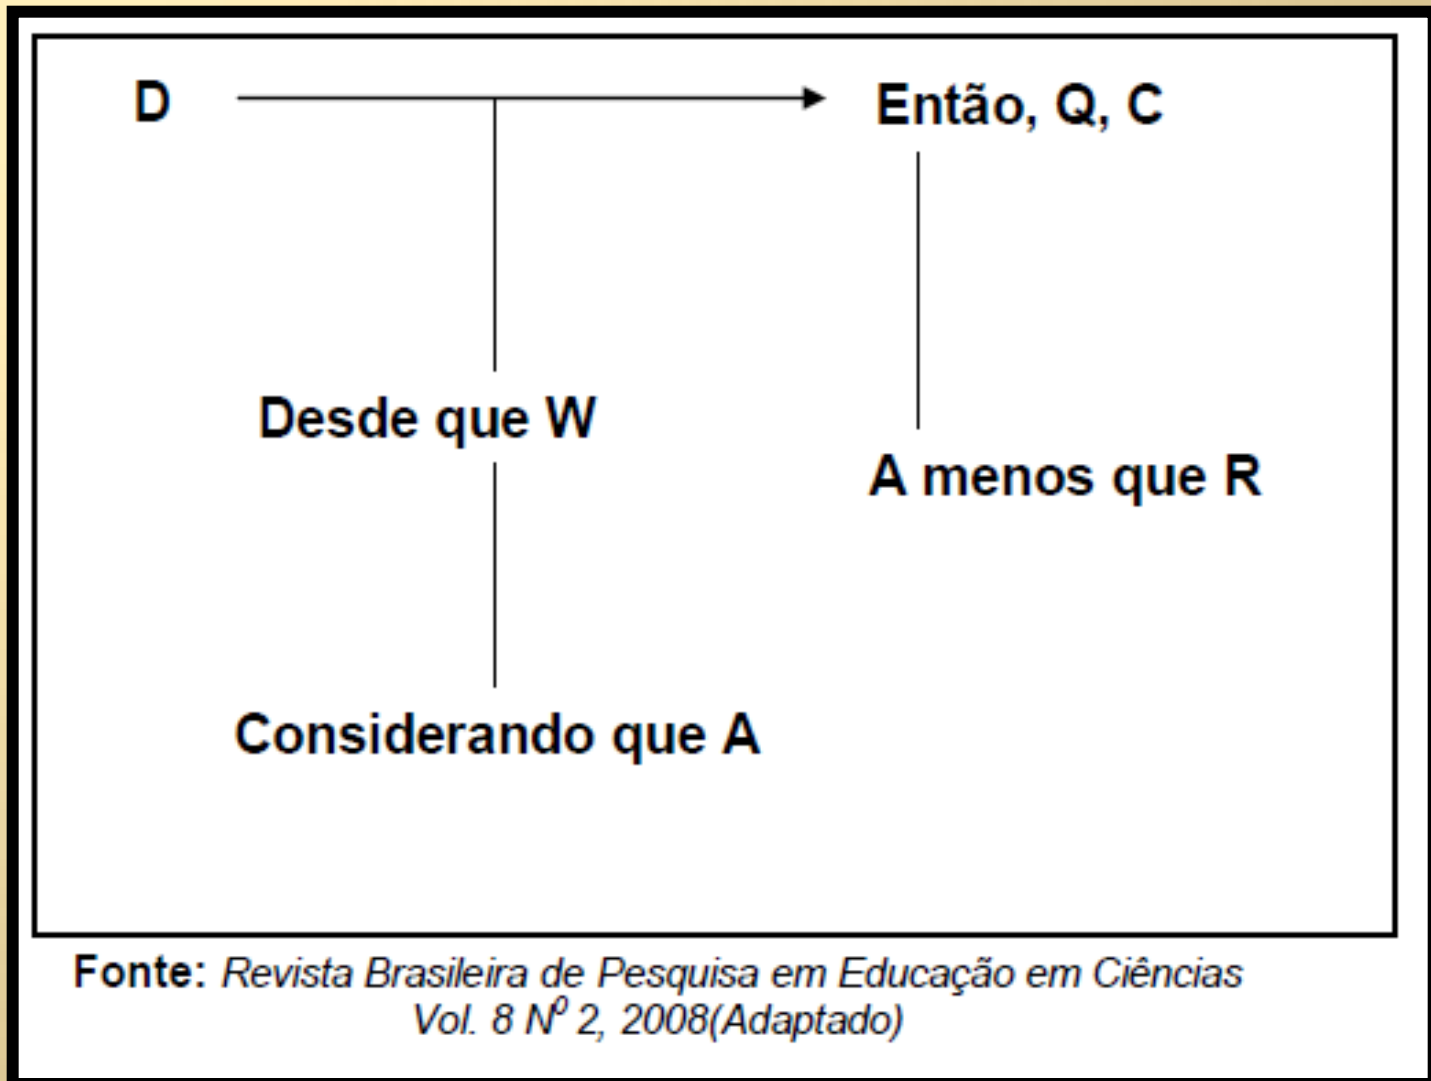 D
Então, Q, C
Desde que W
A menos que R
Considerando que A
Fonte: Revista Brasileira de Pesquisa em Educação em Ciências
Vol. 8 Nº 2, 2008(Adaptado)